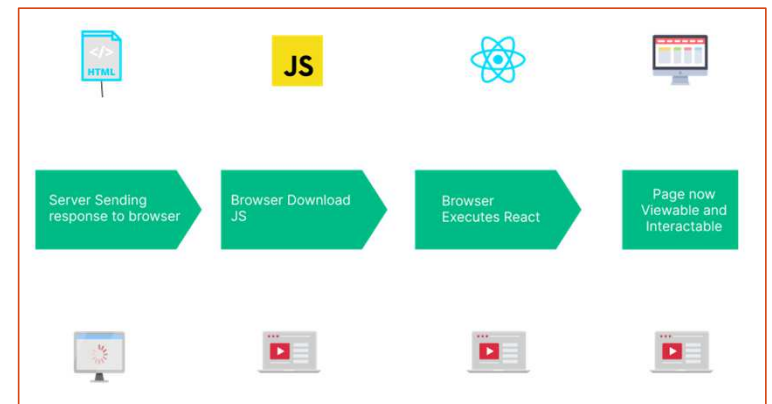 </>
HTML
JS
Server Sending
response to browser
Browser Download
JS
Browser
Executes React
Page now
Viewable and
Interactable